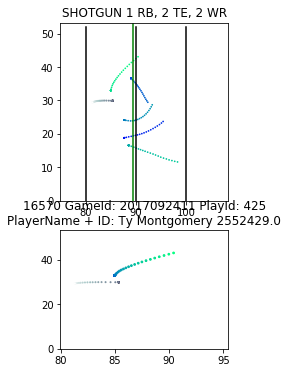 SHOTGUN 1 RB, 2 TE, 2 WR
50
40
30
20
10
0
80 90 100
16570 GameId: 2017092411 PlayId: 425
PlayerName + ID: Ty Montgomery 2552429.0
40
20
0
80 85 90 95